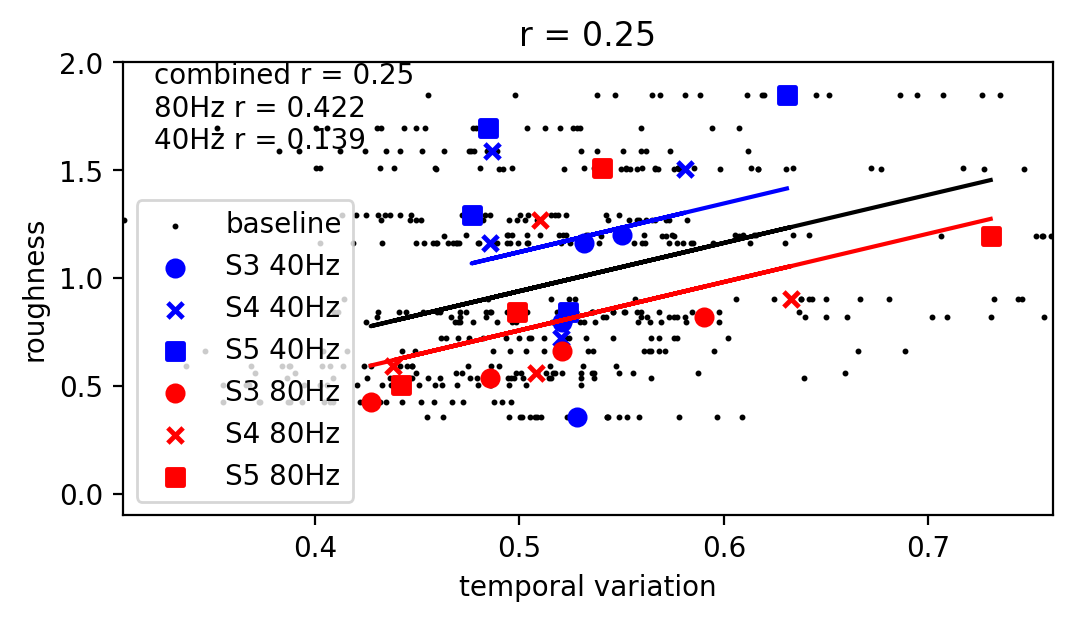 r = 0.25
combined r = 0.25
80Hz r = 0.422
40Hz r = 0.139
baseline
S3 40Hz
S4 40Hz
S5 40Hz
S3 80Hz
S4 80Hz
S5 80Hz
2.0
1.5
1.0
0.5
0.0
roughness
0.4 0.5 0.6 0.7
temporal variation